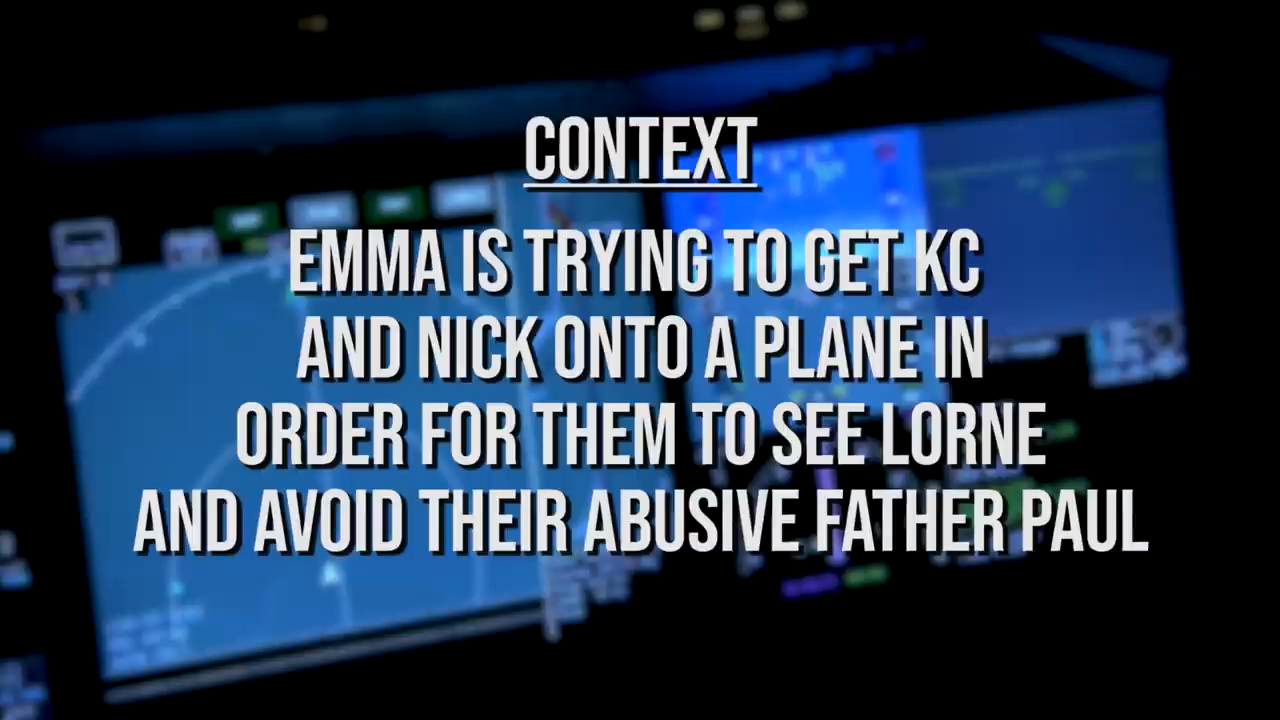 CONTEXT
EMMA IS TRYING TO GET KC
AND NICK ONTO A PLANE IN
ORDER FOR THEM TO SEE LORNE
AND AVOID THEIR ABUSIVE FATHER PAUL